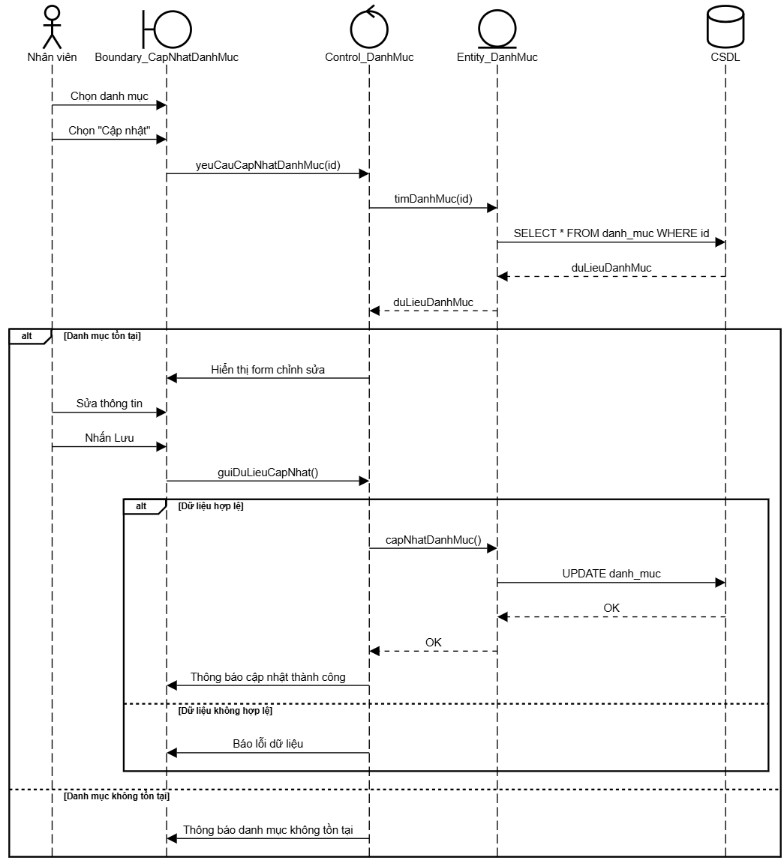 Nhân viên
Boundary_CapNhatDanhMuc
Control_DanhMuc
Entity_DanhMuc
CSDL
Chọn danh mục
Chọn "Cập nhật"
yeuCauCapNhatDanhMuc(id)
timDanhMuc(id)
SELECT * FROM danh_muc WHERE id
duLieuDanhMuc
duLieuDanhMuc
alt
[Danh mục tồn tại]
Hiển thị form chỉnh sửa
Sửa thông tin
Nhấn Lưu
guiDuLieuCapNhat()
alt
[Dữ liệu hợp lệ]
capNhatDanhMuc()
UPDATE danh_muc
OK
OK
Thông báo cập nhật thành công
[Dữ liệu không hợp lệ]
Báo lỗi dữ liệu
[Danh mục không tồn tại]
Thông báo danh mục không tồn tại